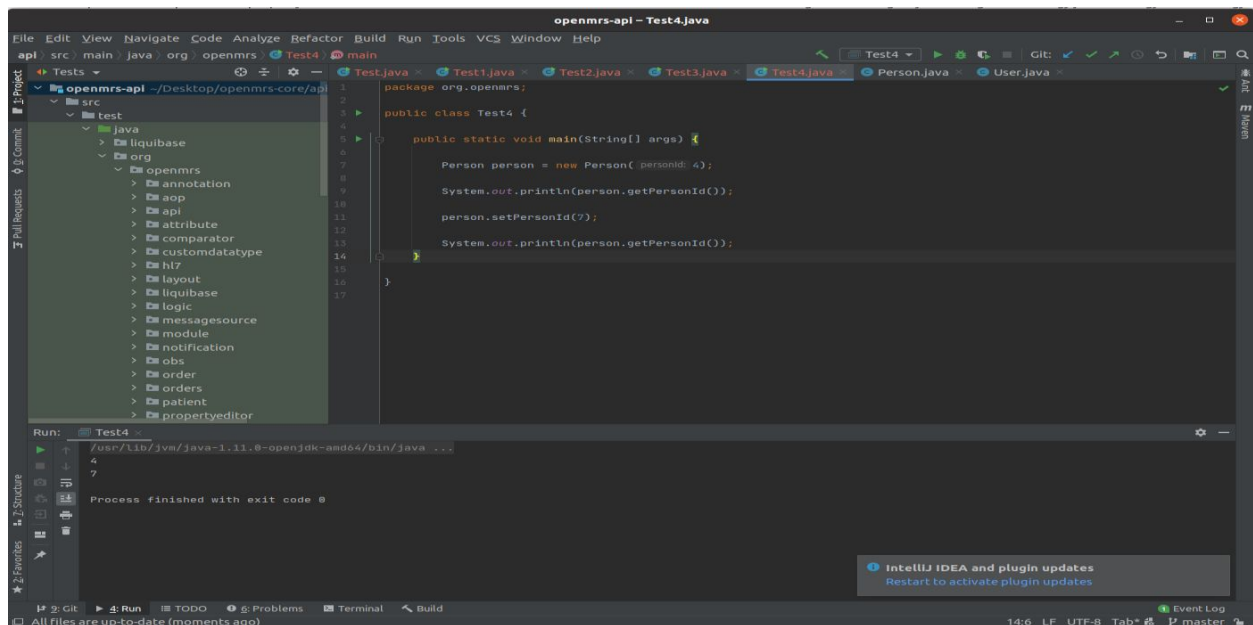 openmrs-api – Test4.java
File Edit View Navigate Code Analyze Refactor Build Run Tools VCS Window Help
api src main java org openmrs Test4 main
Test4
Git:
Tests
Test.java Test1.java Test2.java Test3.java Test4.java Person.java User.java
1: Project
0: Commit
Pull Requests
7: Structure
2: Favorites
Ant
Maven
openmrs-api ~/Desktop/openmrs-core/api
src
test
java
liquibase
org
openmrs
annotation
aop
api
attribute
comparator
customdatatype
hl7
layout
liquibase
logic
messagesource
module
notification
obs
order
orders
patient
propertyeditor
1 package org.openmrs;
2
3 public class Test4 {
4
5 public static void main(String[] args) {
6
7 Person person = new Person( personId: 4);
8
9 System.out.println(person.getPersonId());
10
11 person.setPersonId(7);
12
13 System.out.println(person.getPersonId());
14 }
15
16 }
17
Run: Test4
/usr/lib/jvm/java-1.11.0-openjdk-amd64/bin/java ...
4
7
Process finished with exit code 0
IntelliJ IDEA and plugin updates
Restart to activate plugin updates
9: Git 4: Run TODO 6: Problems Terminal Build
1 Event Log
All files are up-to-date (moments ago)
14:6 LF UTF-8 Tab* master